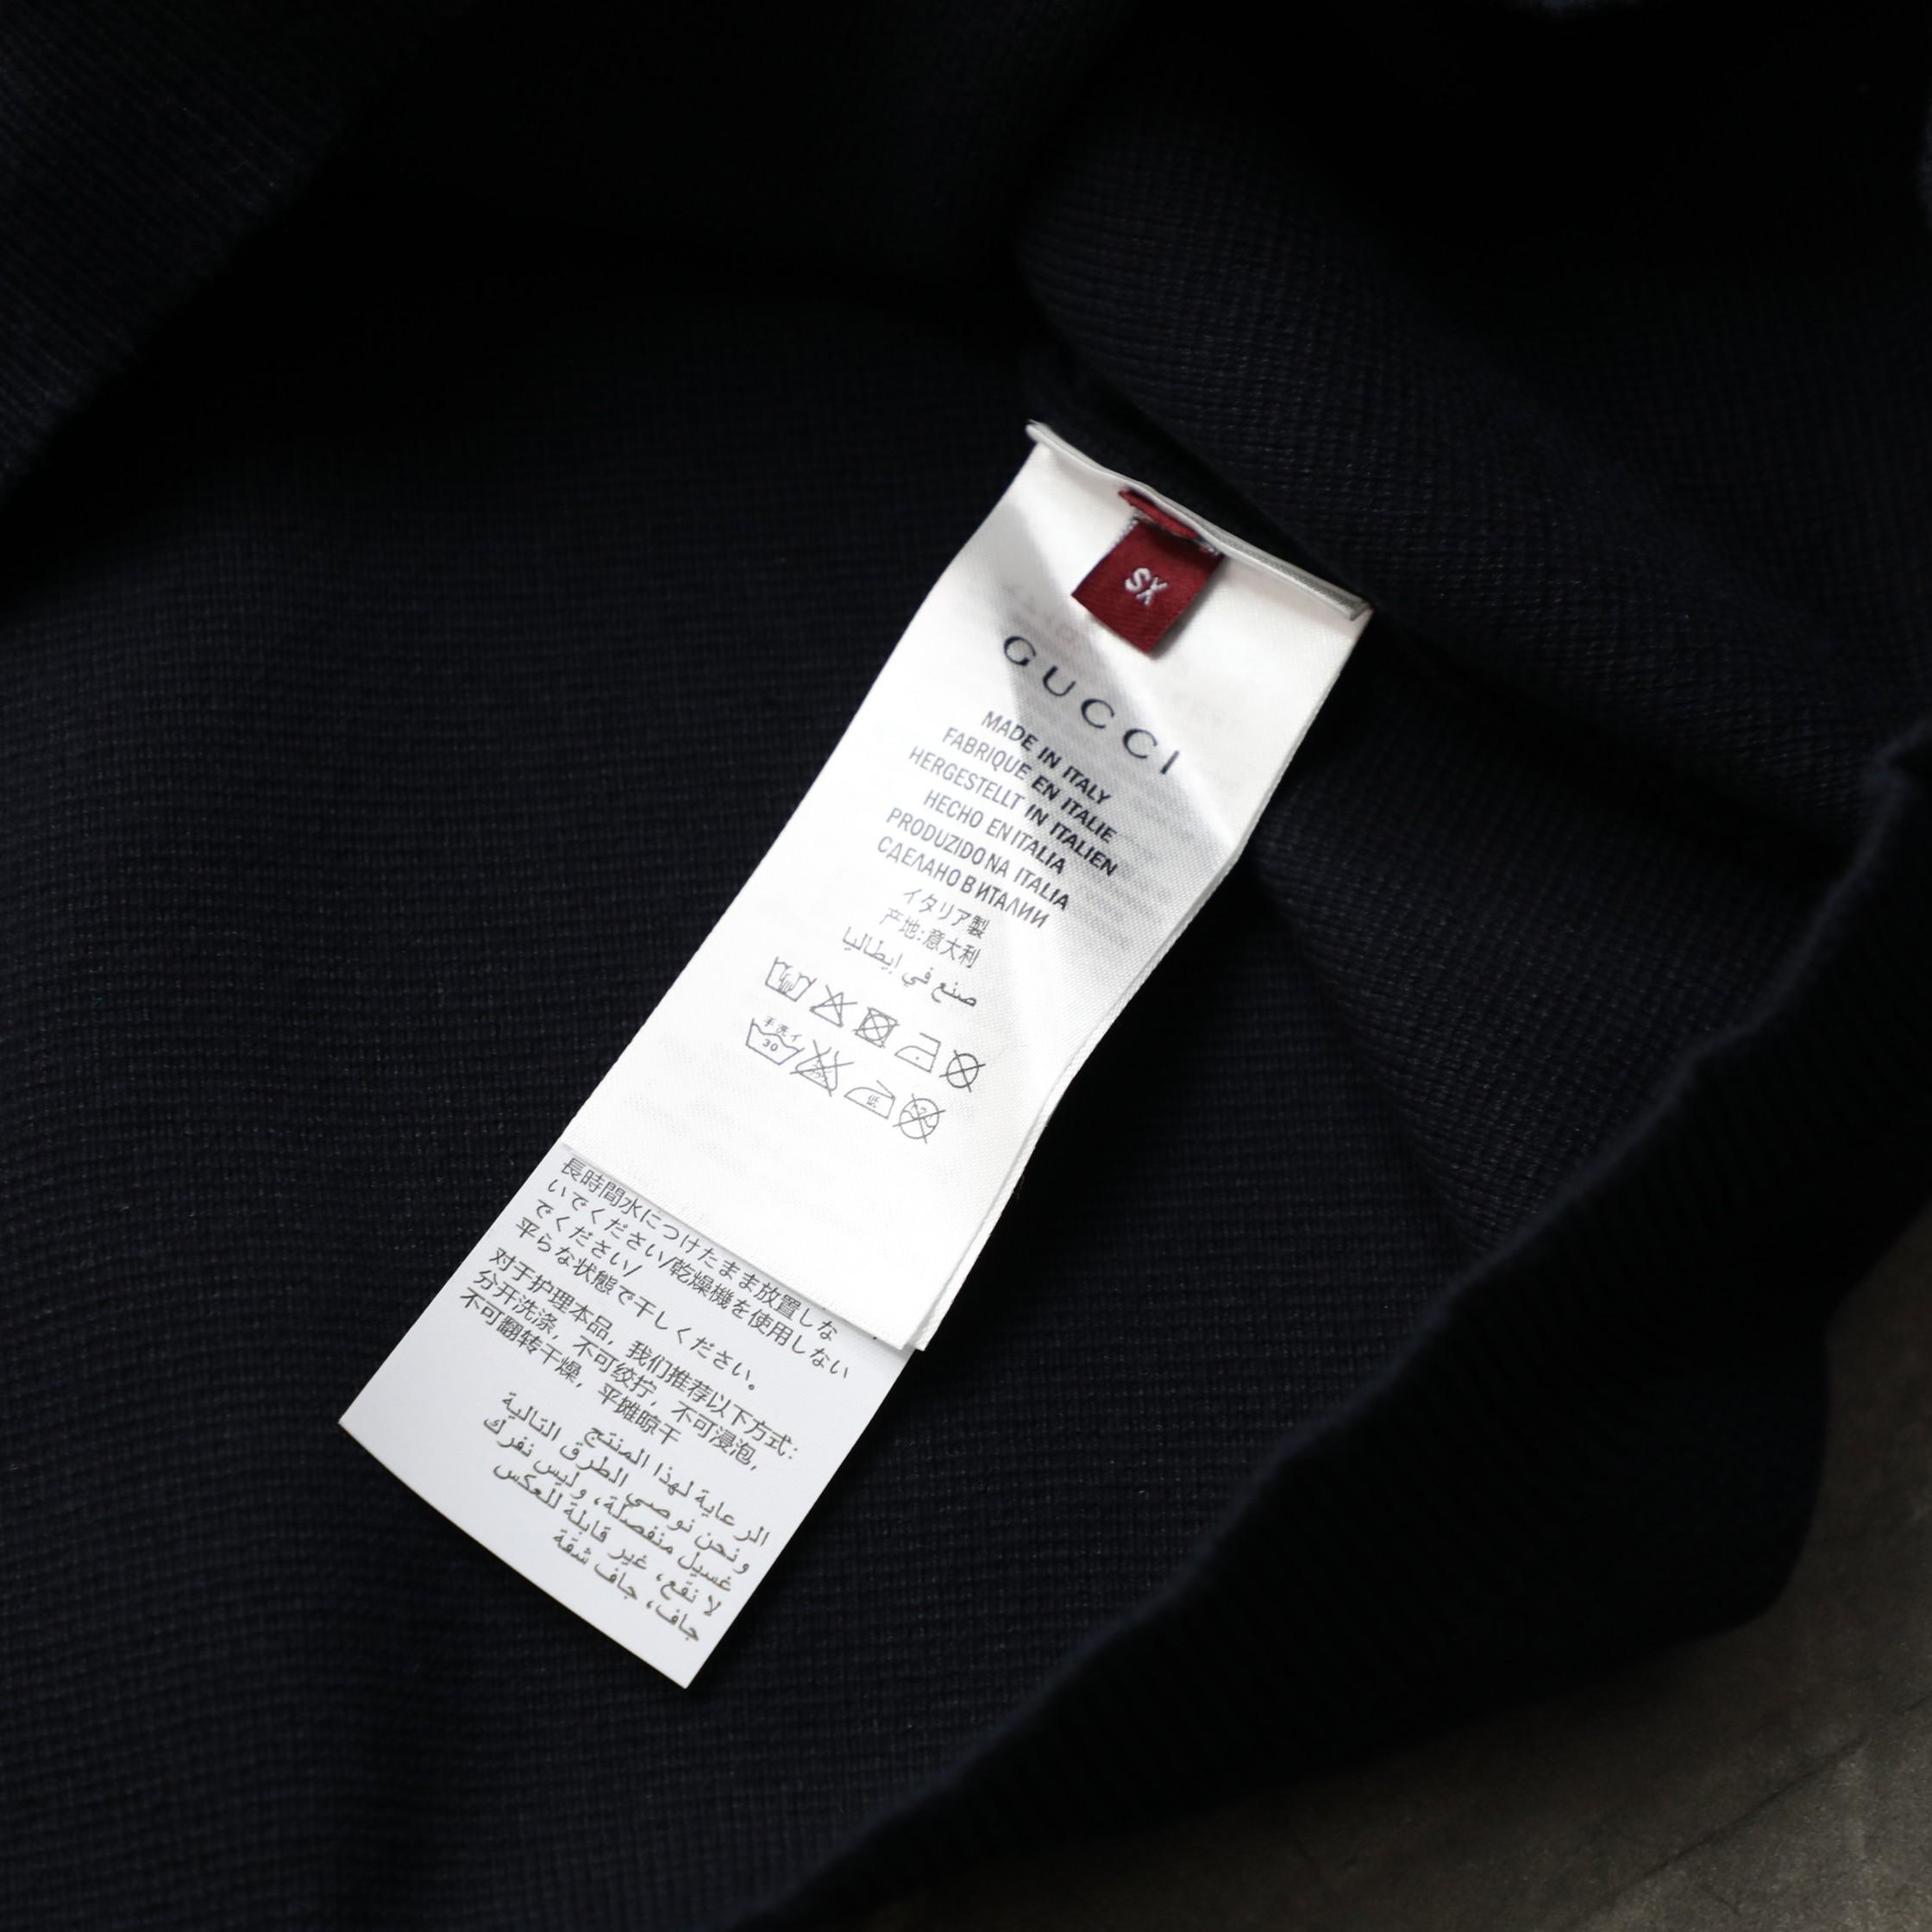 XS
GUCCI
MADE IN ITALY
FABRIQUE EN ITALIE
HERGESTELLT IN ITALIEN
HECHO EN ITALIA
PRODUZIDO NA ITALIA
СДЕЛАНО В ИТАЛИИ
イタリア製
产地:意大利
صنع في إيطاليا
手洗イ
30
低
長時間水につけたまま放置しな
いでください/乾燥機を使用しない
でください/
平らな状態で干しください。
对于护理本品，我们推荐以下方式:
分开洗涤，不可绞拧，不可浸泡，
不可翻转干燥，平摊晾干
الرعاية لهذا المنتج
ونحن نوصي الطرق التالية
غسيل منفصلة، وليس نفرك
لا نقع، غير قابلة للعكس
جاف، جاف شقة